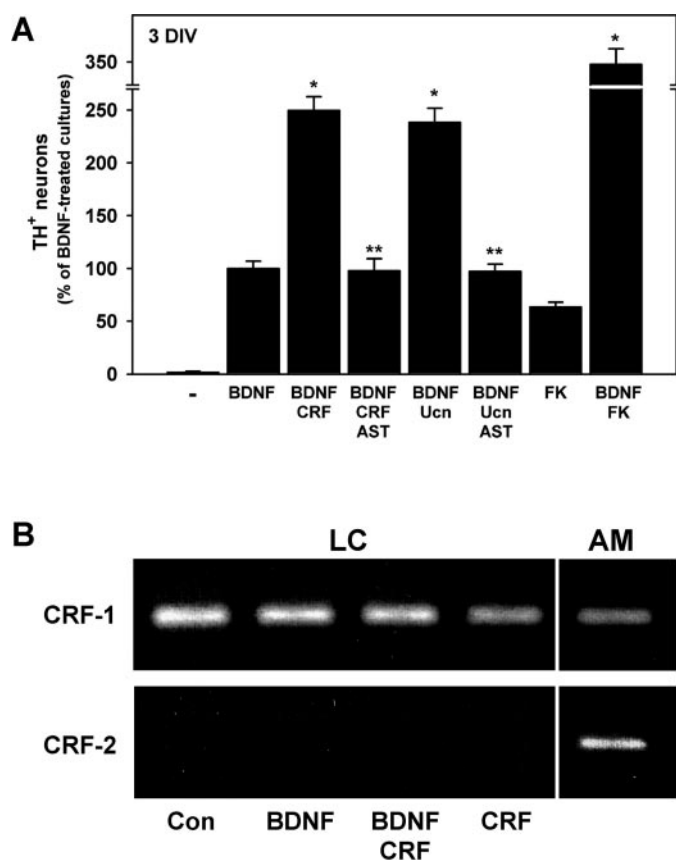 A
3 DIV
TH+ neurons
(% of BDNF-treated cultures)
350
250
200
150
100
50
0
*
**
*
**
*
-
BDNF
BDNF
CRF
BDNF
CRF
AST
BDNF
Ucn
BDNF
Ucn
AST
FK
BDNF
FK
B
LC AM
CRF-1
CRF-2
Con BDNF BDNF CRF
CRF